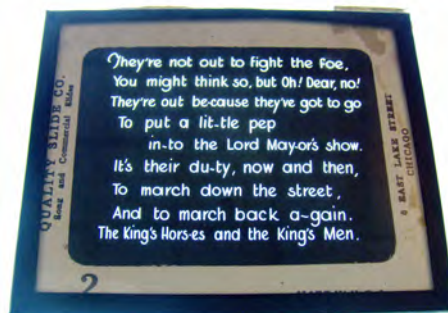 They're not out to fight the foe,
You might think so, but Oh! Dear, no!
They're out be-cause they've got to go
To put a lit-tle pep
in-to the Lord May-or's show.
It's their du-ty, now and then,
To march down the street,
And to march back a-gain.
The King's Hors-es and the King's Men.
QUALITY SLIDE CO.
Song and Commercial Slides
6 EAST LAKE STREET
CHICAGO
2